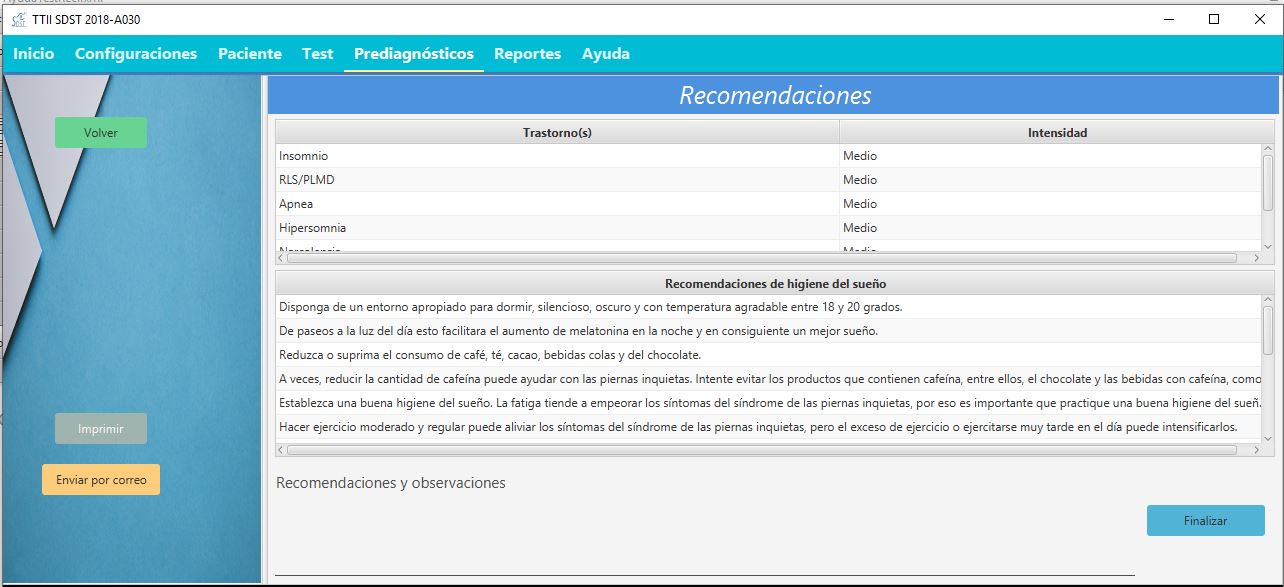 TTII SDST 2018-A030
Inicio Configuraciones Paciente Test Prediagnósticos Reportes Ayuda
Recomendaciones
Volver
Trastorno(s) Intensidad
Insomnio Medio
RLS/PLMD Medio
Apnea Medio
Hipersomnia Medio
Recomendaciones de higiene del sueño
Disponga de un entorno apropiado para dormir, silencioso, oscuro y con temperatura agradable entre 18 y 20 grados.
De paseos a la luz del día esto facilitara el aumento de melatonina en la noche y en consiguiente un mejor sueño.
Reduzca o suprima el consumo de café, té, cacao, bebidas colas y del chocolate.
A veces, reducir la cantidad de cafeína puede ayudar con las piernas inquietas. Intente evitar los productos que contienen cafeína, entre ellos, el chocolate y las bebidas con cafeína, como
Establezca una buena higiene del sueño. La fatiga tiende a empeorar los síntomas del síndrome de las piernas inquietas, por eso es importante que practique una buena higiene del sueñ.
Hacer ejercicio moderado y regular puede aliviar los síntomas del síndrome de las piernas inquietas, pero el exceso de ejercicio o ejercitarse muy tarde en el día puede intensificarlos.
Imprimir
Enviar por correo
Recomendaciones y observaciones
Finalizar